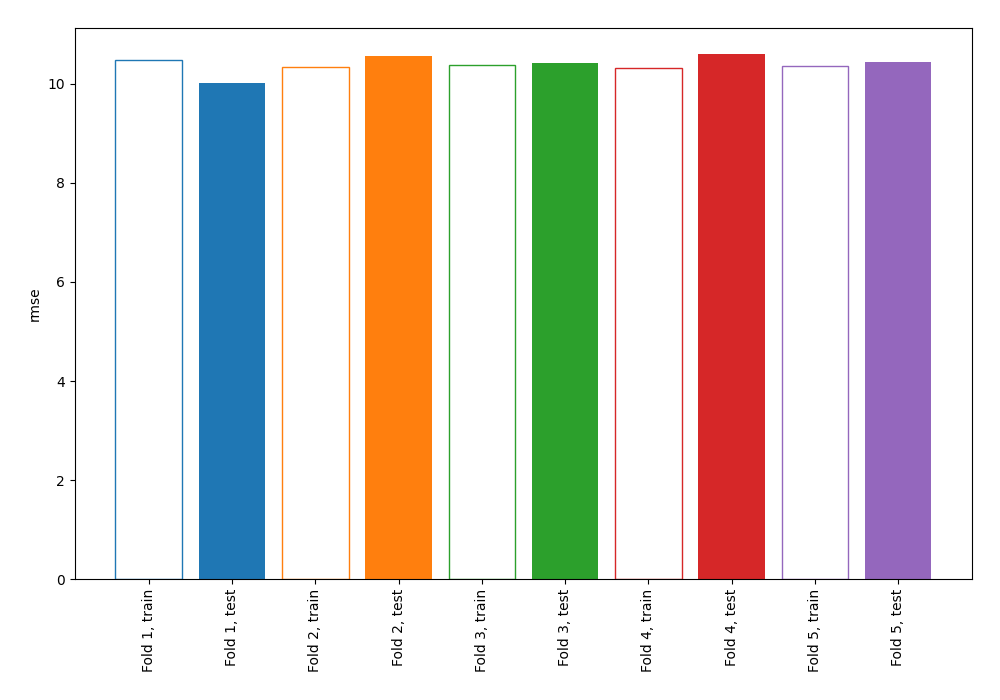 10
8
6
4
2
0
rmse
Fold 1, train
Fold 1, test
Fold 2, train
Fold 2, test
Fold 3, train
Fold 3, test
Fold 4, train
Fold 4, test
Fold 5, train
Fold 5, test